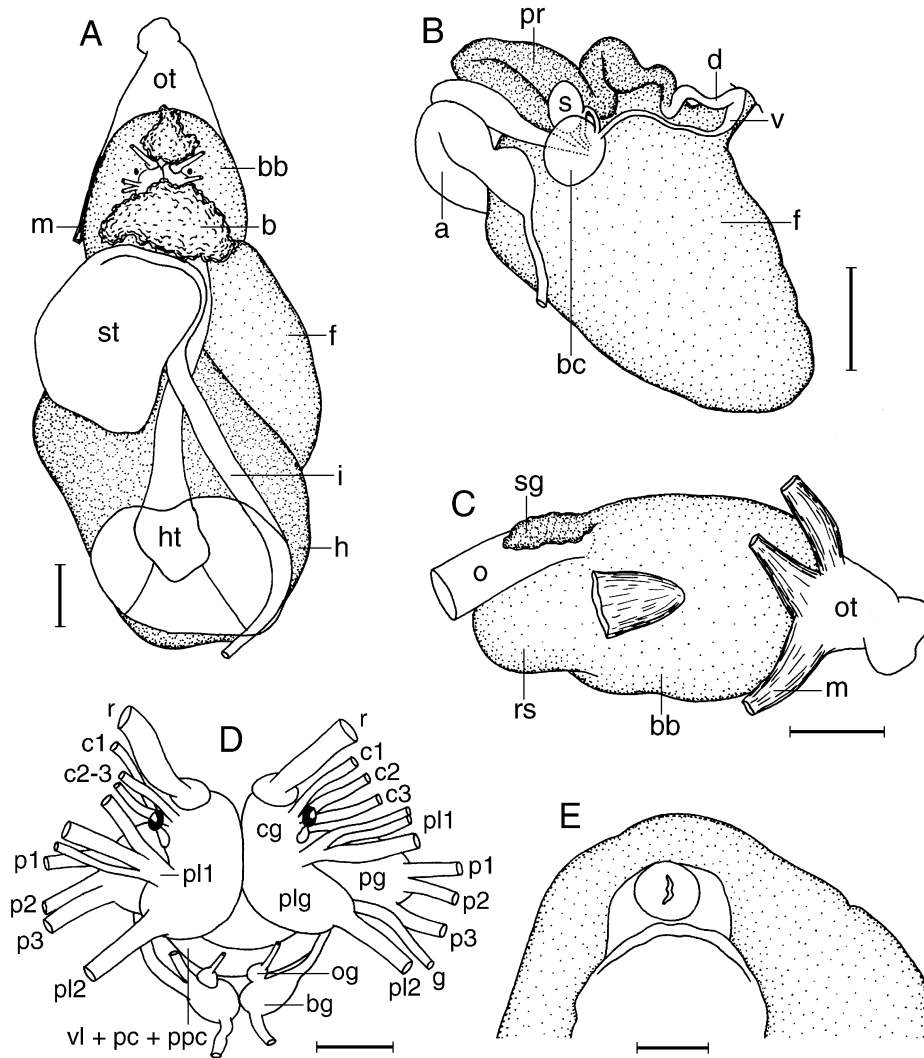 A
ot
bb
m
b
st
f
i
ht
h
B
pr
d
s
v
a
f
bc
C
sg
o
ot
rs
bb
m
D
r
r
c1
c1
c2-3
c2
c3
cg
pl1
p1
pl1
pg
p1
p2
plg
p2
p3
p3
pl2
og
pl2
g
bg
vl + pc + ppc
E